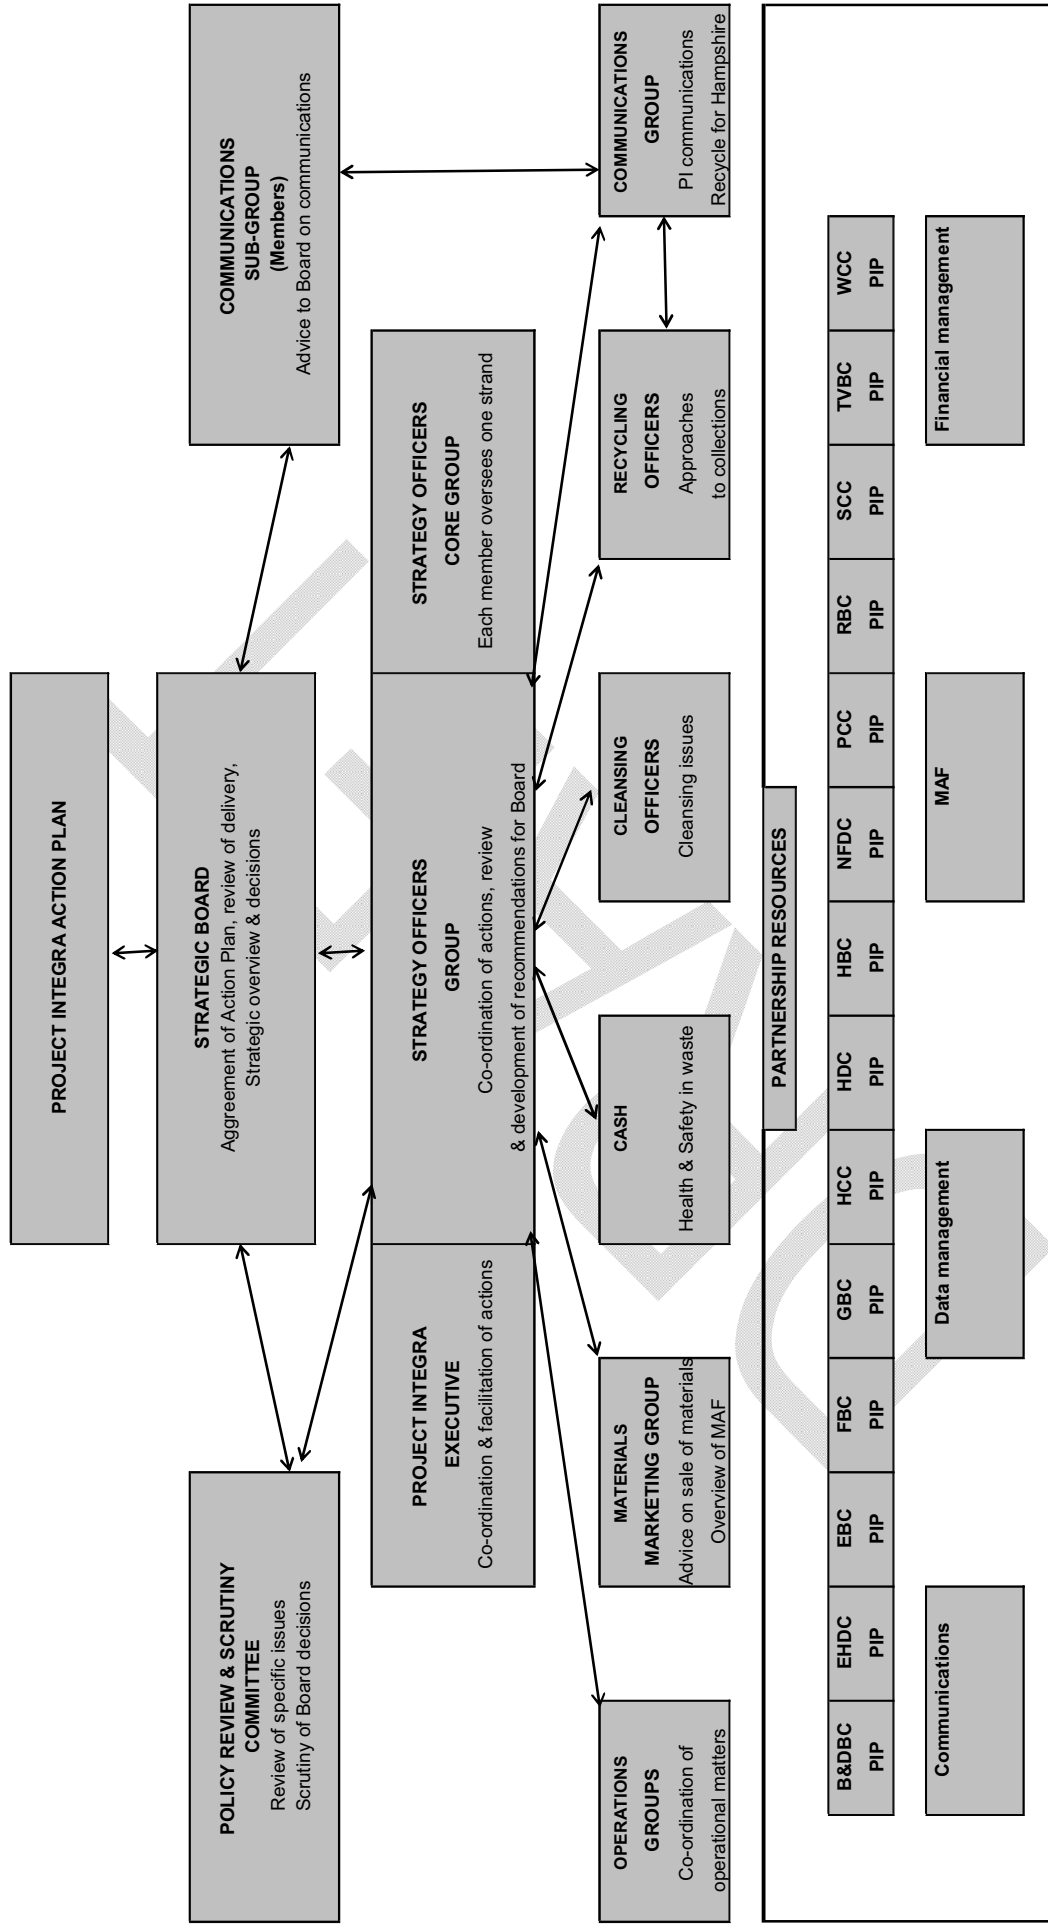 PROJECT INTEGRA ACTION PLAN
STRATEGIC BOARD
Aggreement of Action Plan, review of delivery,
Strategic overview & decisions
POLICY REVIEW & SCRUTINY
COMMITTEE
Review of specific issues
Scrutiny of Board decisions
COMMUNICATIONS
SUB-GROUP
(Members)
Advice to Board on communications
PROJECT INTEGRA
EXECUTIVE
Co-ordination & facilitation of actions
STRATEGY OFFICERS
GROUP
Co-ordination of actions, review
& development of recommendations for Board
STRATEGY OFFICERS
CORE GROUP
Each member oversees one strand
OPERATIONS
GROUPS
Co-ordination of
operational matters
MATERIALS
MARKETING GROUP
Advice on sale of materials
Overview of MAF
CASH
Health & Safety in waste
CLEANSING
OFFICERS
Cleansing issues
RECYCLING
OFFICERS
Approaches
to collections
COMMUNICATIONS
GROUP
PI communications
Recycle for Hampshire
PARTNERSHIP RESOURCES
B&DBC EHDC EBC FBC GBC HCC HDC HBC NFDC PCC RBC SCC TVBC WCC
PIP PIP PIP PIP PIP PIP PIP PIP PIP PIP PIP PIP PIP PIP
Communications
Data management
MAF
Financial management
DRAFT